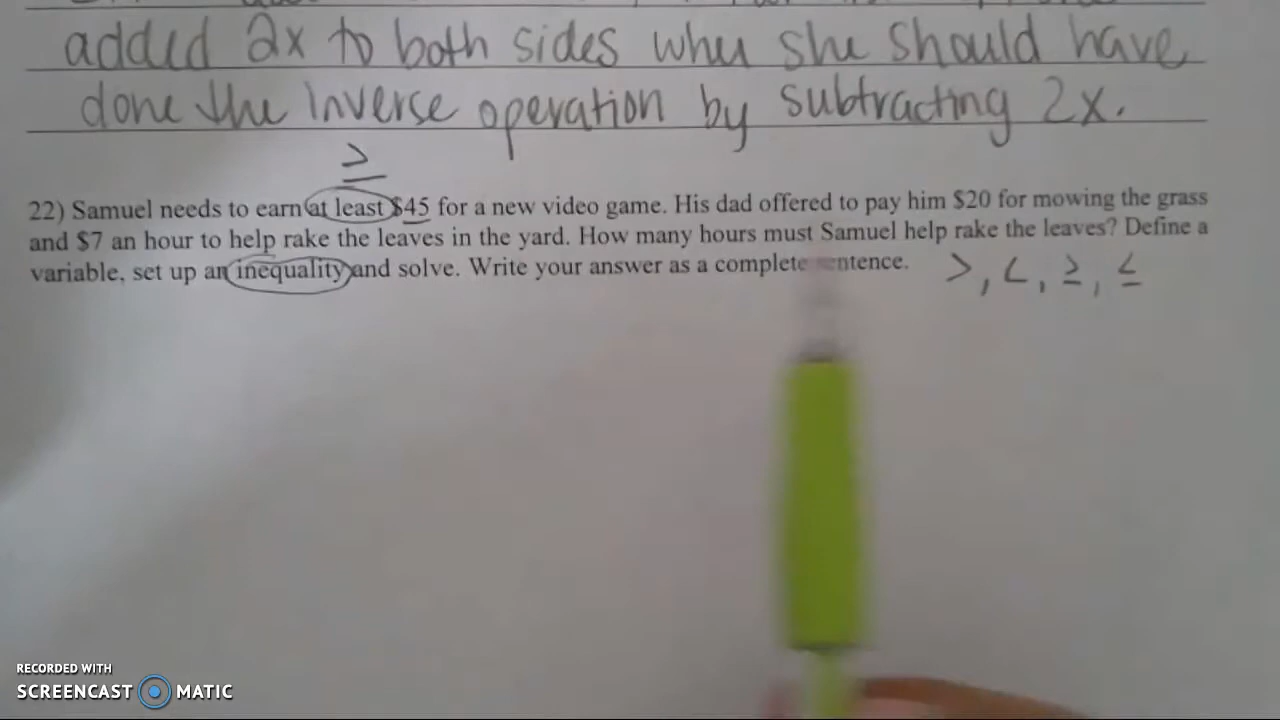 added 2x to both sides when she should have
done the inverse operation by subtracting 2x.
≥
22) Samuel needs to earn at least $45 for a new video game. His dad offered to pay him $20 for mowing the grass
and $7 an hour to help rake the leaves in the yard. How many hours must Samuel help rake the leaves? Define a
variable, set up an inequality and solve. Write your answer as a complete sentence. >, <, ≥, ≤
RECORDED WITH
SCREENCAST MATIC